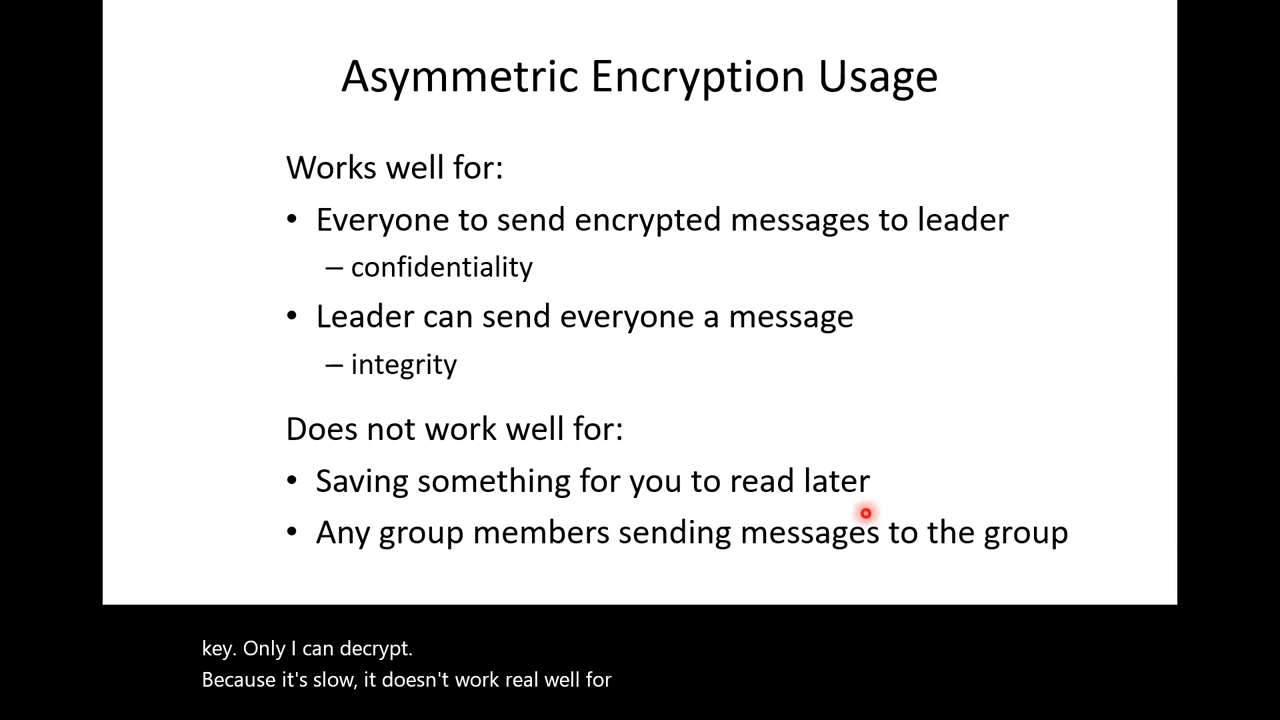 Asymmetric Encryption Usage
Works well for:
• Everyone to send encrypted messages to leader
– confidentiality
• Leader can send everyone a message
– integrity
Does not work well for:
• Saving something for you to read later
• Any group members sending messages to the group
key. Only I can decrypt.
Because it's slow, it doesn't work real well for